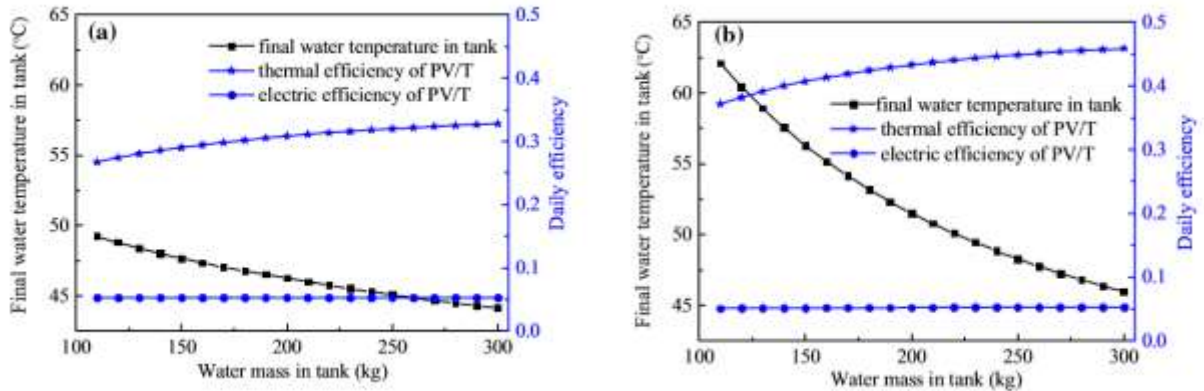 (a)
final water tenperature in tank
thermal efficiency of PV/T
electric efficiency of PV/T
Final water temperature in tank (°C)
65
60
55
50
45
0.5
0.4
0.3
0.2
0.1
0.0
Daily efficiency
100
150
200
250
300
Water mass in tank (kg)
(b)
final water temperature in tank
thermal efficiency of PV/T
electric efficiency of PV/T
Final water temperature in tank (°C)
65
60
55
50
45
0.5
0.4
0.3
0.2
0.1
0.0
Daily efficiency
100
150
200
250
300
Water mass in tank (kg)